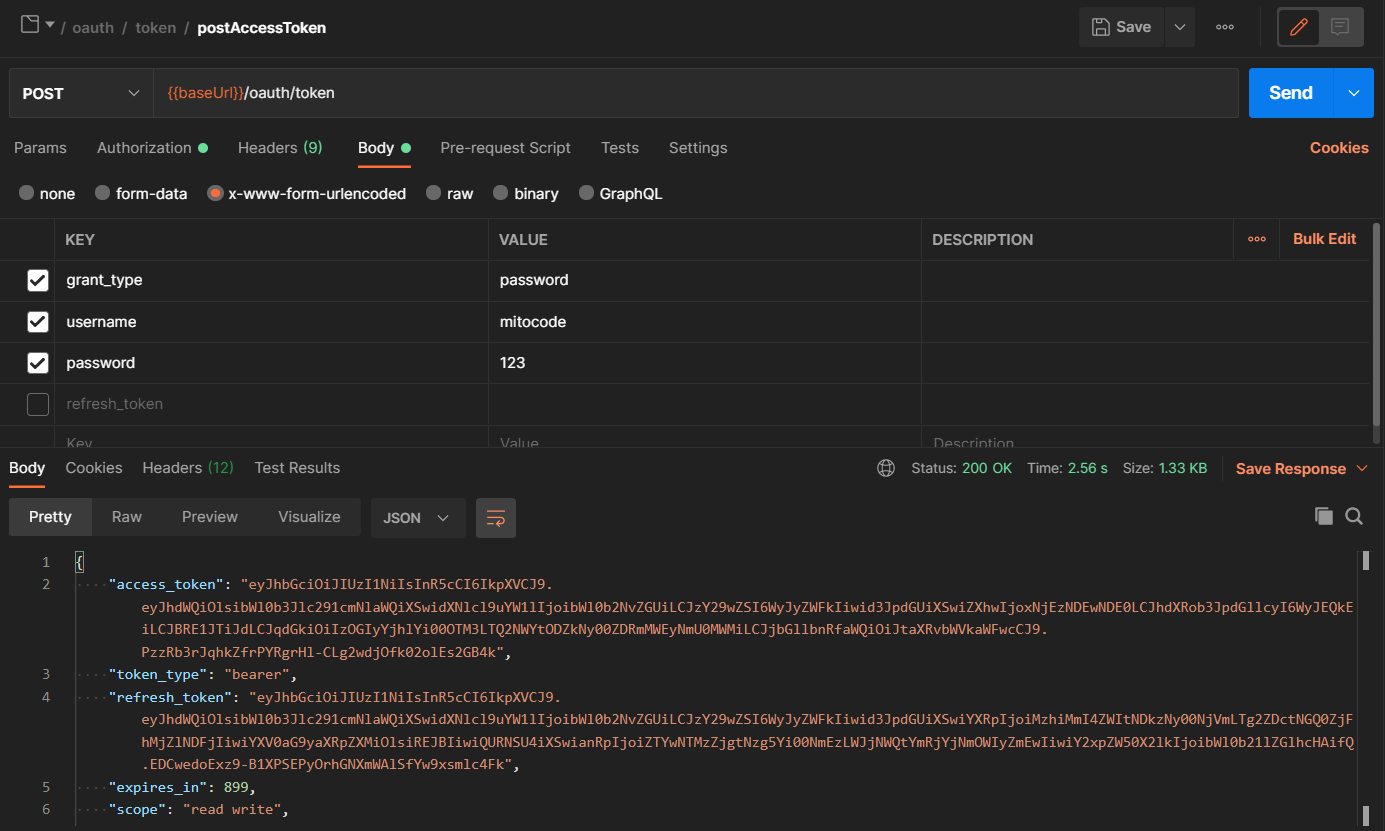 / oauth / token / postAccessToken
Save
POST
{{baseUrl}}/oauth/token
Send
Params Authorization Headers (9) Body Pre-request Script Tests Settings Cookies
none form-data x-www-form-urlencoded raw binary GraphQL
KEY VALUE DESCRIPTION Bulk Edit
grant_type password
username mitocode
password 123
refresh_token
Key Value Description
Body Cookies Headers (12) Test Results Status: 200 OK Time: 2.56 s Size: 1.33 KB Save Response
Pretty Raw Preview Visualize JSON
1 {
2 "access_token": "eyJhbGciOiJIUzI1NiIsInR5cCI6IkpXVCJ9.
eyJhdWQiOlsibWl0b3Jlc291cmNlaWQiXSwidXNlcl9uYW1lIjoibWl0b2NvZGUiLCJzY29wZSI6WyJyZWFkIiwid3JpdGUiXSwiZXhwIjoxNjEzNDEwNDE0LCJhdXRob3JpdGllcyI6WyJEQkE
iLCJBRE1JTiJdLCJqdGkiOiIzOGIyYjhlYi00OTM3LTQ2NWYtODZkNy00ZDRmMWEyNmU0MWMiLCJjbGllbnRfaWQiOiJtaXRvbWVkaWFwcCJ9.
PzzRb3rJqhkZfrPYRgrHl-CLg2wdjOfk02olEs2GB4k",
3 "token_type": "bearer",
4 "refresh_token": "eyJhbGciOiJIUzI1NiIsInR5cCI6IkpXVCJ9.
eyJhdWQiOlsibWl0b3Jlc291cmNlaWQiXSwidXNlcl9uYW1lIjoibWl0b2NvZGUiLCJzY29wZSI6WyJyZWFkIiwid3JpdGUiXSwiYXRpIjoiMzhiMmI4ZWItNDkzNy00NjVmLTg2ZDctNGQ0ZjF
hMjZlNDFjIiwiYXV0aG9yaXRpZXMiOlsiREJBIiwiQURNSU4iXSwianRpIjoiZTYwNTMzZjgtNzg5Yi00NmEzLWJjNWQtYmRjYjNmOWIyZmEwIiwiY2xpZW50X2lkIjoibWl0b21lZGlhcHAifQ
.EDCwedoExz9-B1XPSEPyOrhGNXmWAlSfYw9xsmlc4Fk",
5 "expires_in": 899,
6 "scope": "read write",